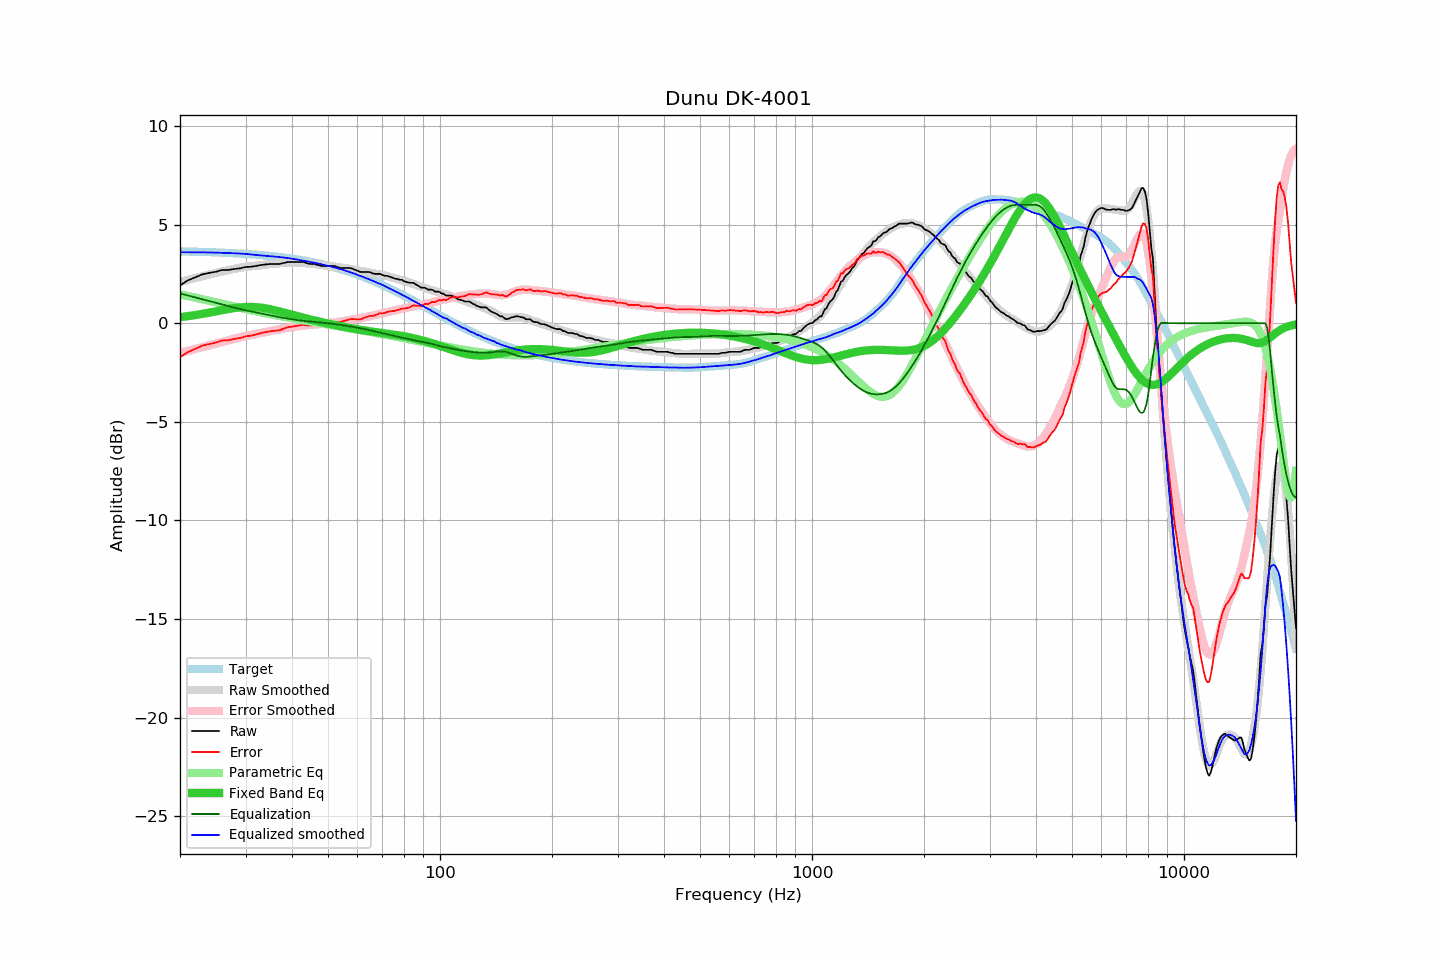 Dunu DK-4001
10
5
0
−5
−10
−15
−20
−25
Amplitude (dBr)
Target
Raw Smoothed
Error Smoothed
Raw
Error
Parametric Eq
Fixed Band Eq
Equalization
Equalized smoothed
100
1000
10000
Frequency (Hz)